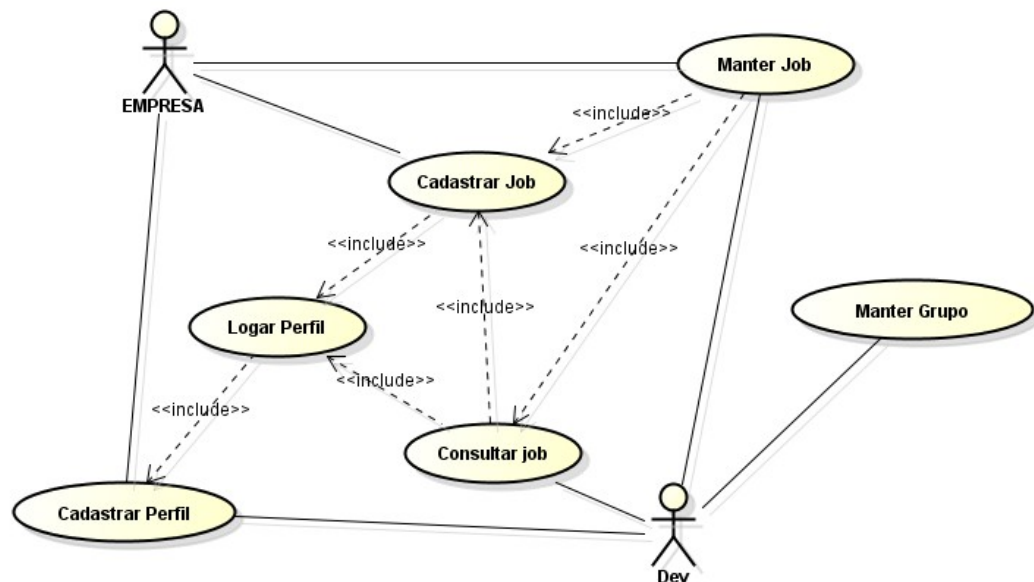 Manter Job
EMPRESA
<<include>>
Cadastrar Job
<<include>>
<<include>>
<<include>>
Manter Grupo
Logar Perfil
<<include>>
<<include>>
Consultar job
Cadastrar Perfil
Dev